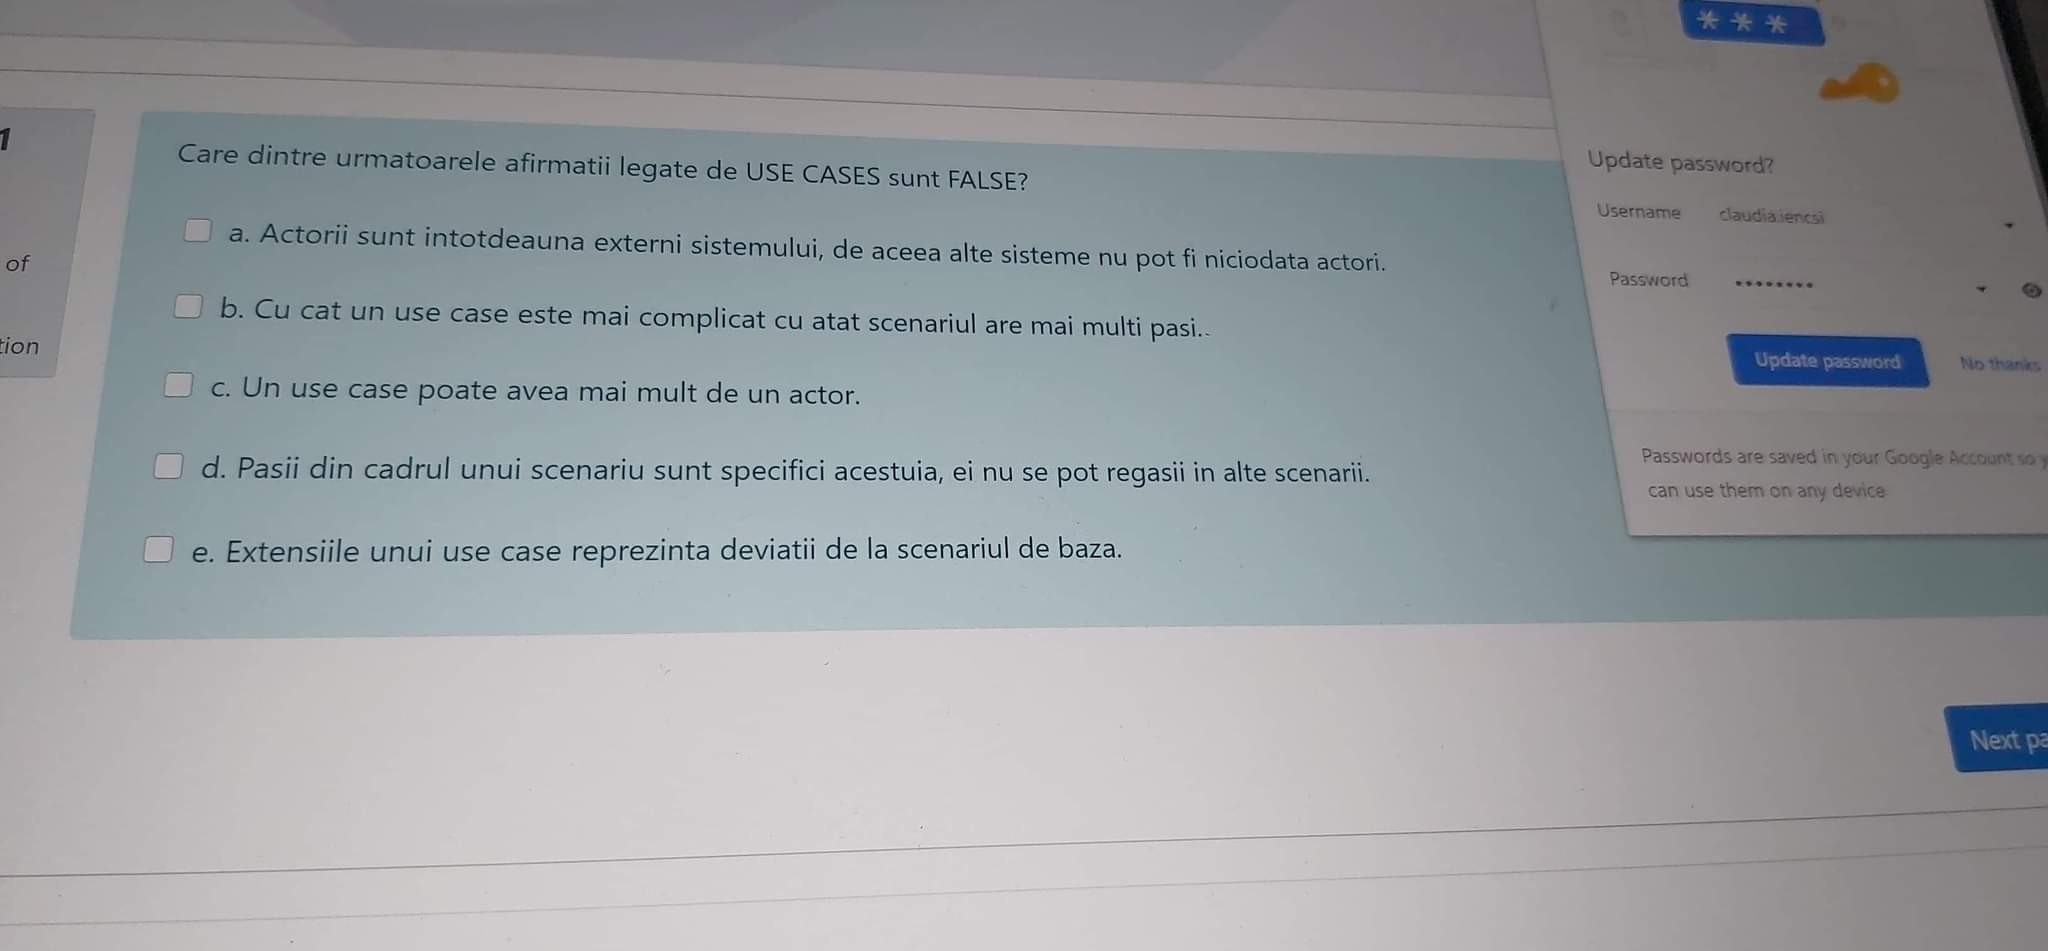 * * *
1
of
tion
Care dintre urmatoarele afirmatii legate de USE CASES sunt FALSE?
a. Actorii sunt intotdeauna externi sistemului, de aceea alte sisteme nu pot fi niciodata actori.
b. Cu cat un use case este mai complicat cu atat scenariul are mai multi pasi..
c. Un use case poate avea mai mult de un actor.
d. Pasii din cadrul unui scenariu sunt specifici acestuia, ei nu se pot regasii in alte scenarii.
e. Extensiile unui use case reprezinta deviatii de la scenariul de baza.
Update password?
Username claudia.iencsi
Password ••••••••
Update password No thanks
Passwords are saved in your Google Account so y
can use them on any device
Next pa